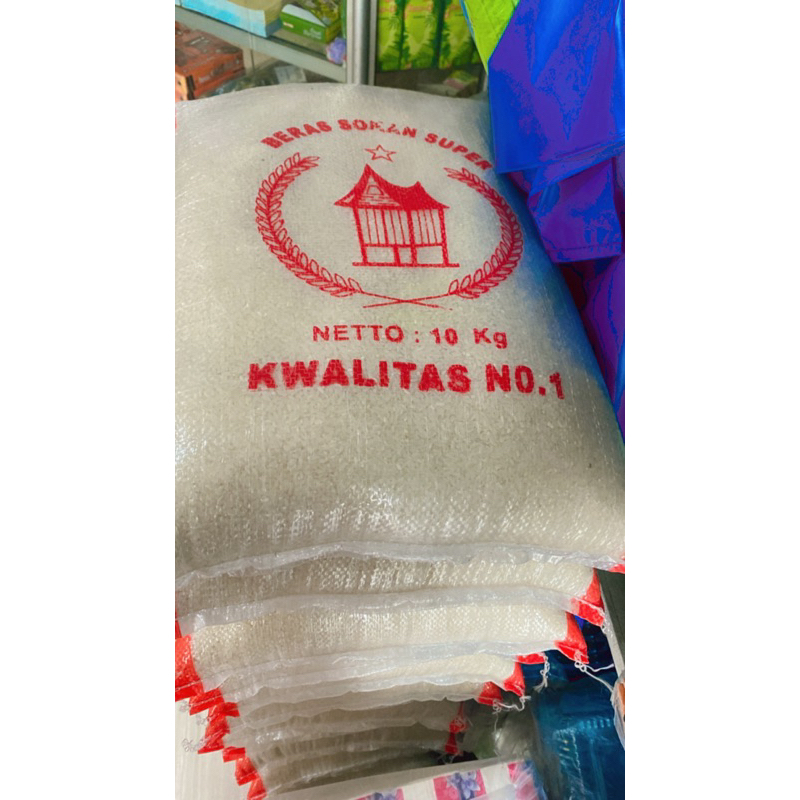 BERAS SOKAN SUPER
NETTO : 10 Kg
KWALITAS NO.1